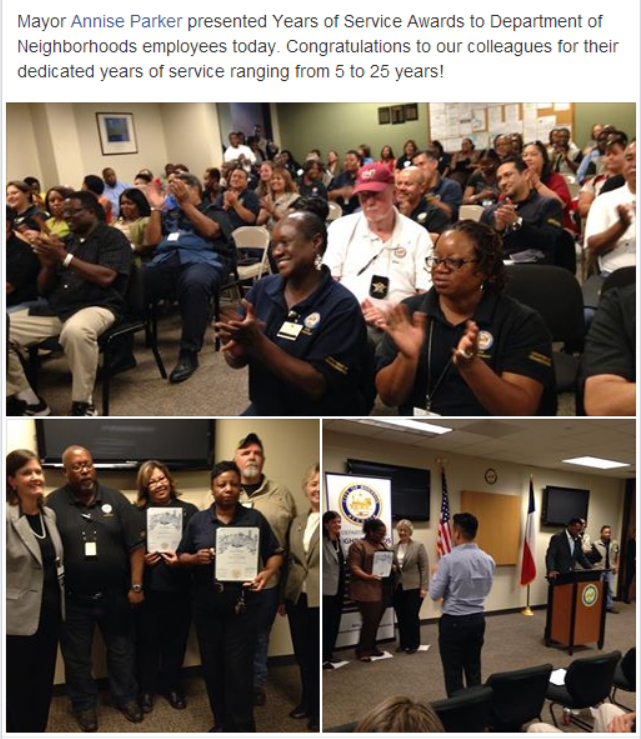 Mayor Annise Parker presented Years of Service Awards to Department of
Neighborhoods employees today. Congratulations to our colleagues for their
dedicated years of service ranging from 5 to 25 years!